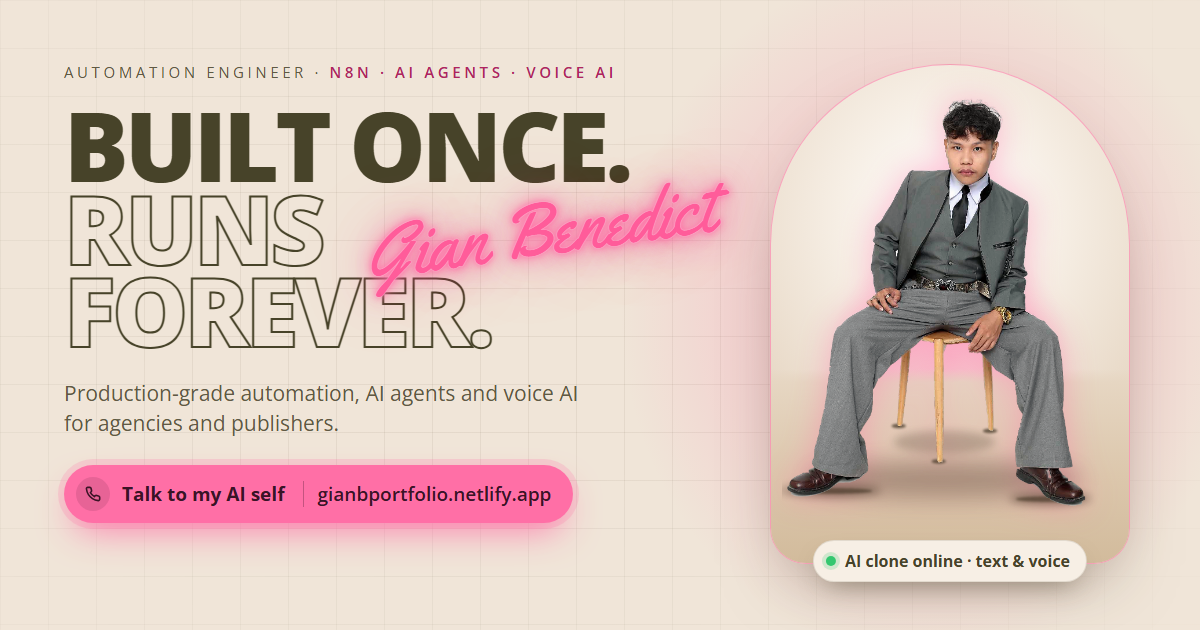 AUTOMATION ENGINEER · N8N · AI AGENTS · VOICE AI
BUILT ONCE.
RUNS
Gian Benedict
FOREVER.
Production-grade automation, AI agents and voice AI
for agencies and publishers.
Talk to my AI self gianbportfolio.netlify.app
AI clone online · text & voice